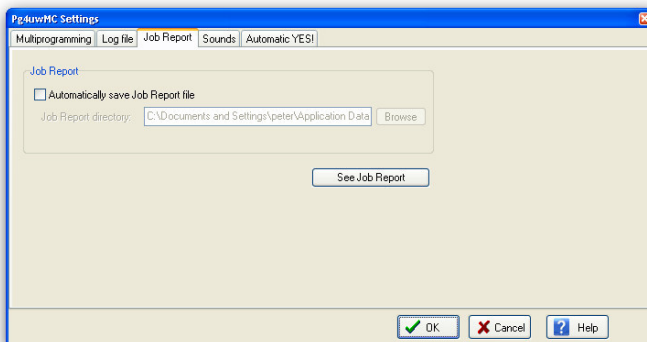 Pg4uwMC Settings
Multiprogramming Log file Job Report Sounds Automatic YES!
Job Report
Automatically save Job Report file
Job Report directory: C:\Documents and Settings\peter\Application Data Browse
See Job Report
OK Cancel ? Help